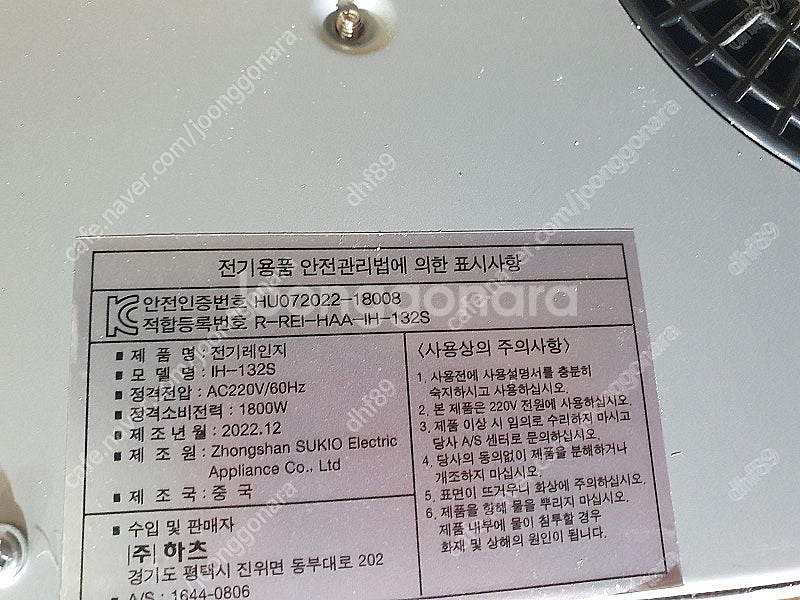 전기용품 안전관리법에 의한 표시사항
안전인증번호 HU072022-18008
적합등록번호 R-REI-HAA-IH-132S
■ 제 품 명 : 전기레인지
■ 모 델 명 : IH-132S
■ 정격전압 : AC220V/60Hz
■ 정격소비전력 : 1800W
■ 제 조 년 월 : 2022.12
■ 제 조 원 : Zhongshan SUKIO Electric
Appliance Co., Ltd
■ 제 조 국 : 중 국
■ 수입 및 판매자
(주) 하츠
경기도 평택시 진위면 동부대로 202
A/S : 1644-0806
<사용상의 주의사항>
1. 사용전에 사용설명서를 충분히
숙지하시고 사용하십시오.
2. 본 제품은 220V 전원에 사용하십시오.
3. 제품 이상 시 임의로 수리하지 마시고
당사 A/S 센터로 문의하십시오.
4. 당사의 동의없이 제품을 분해하거나
개조하지 마십시오.
5. 표면이 뜨거우니 화상에 주의하십시오.
6. 제품을 향해 물을 뿌리지 마십시오.
제품 내부에 물이 침투할 경우
화재 및 상해의 원인이 됩니다.
joonggonara
cafe.naver.com/joonggonara
dhf89